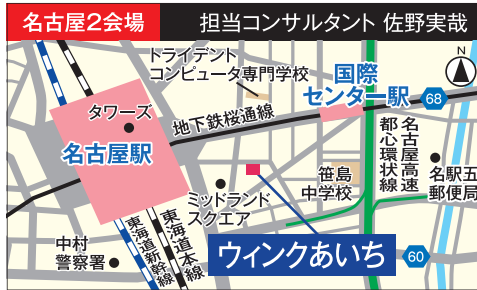 名古屋2会場
担当コンサルタント 佐野実哉
トライデント
コンピュータ専門学校
N
国際
センター駅
68
タワーズ
地下鉄桜通線
名古屋駅
名古屋高速
都心環状線
笹島
中学校
名駅五
郵便局
ミッドランド
スクエア
ウィンクあいち
東海道本線
東海道新幹線
中村
警察署
60